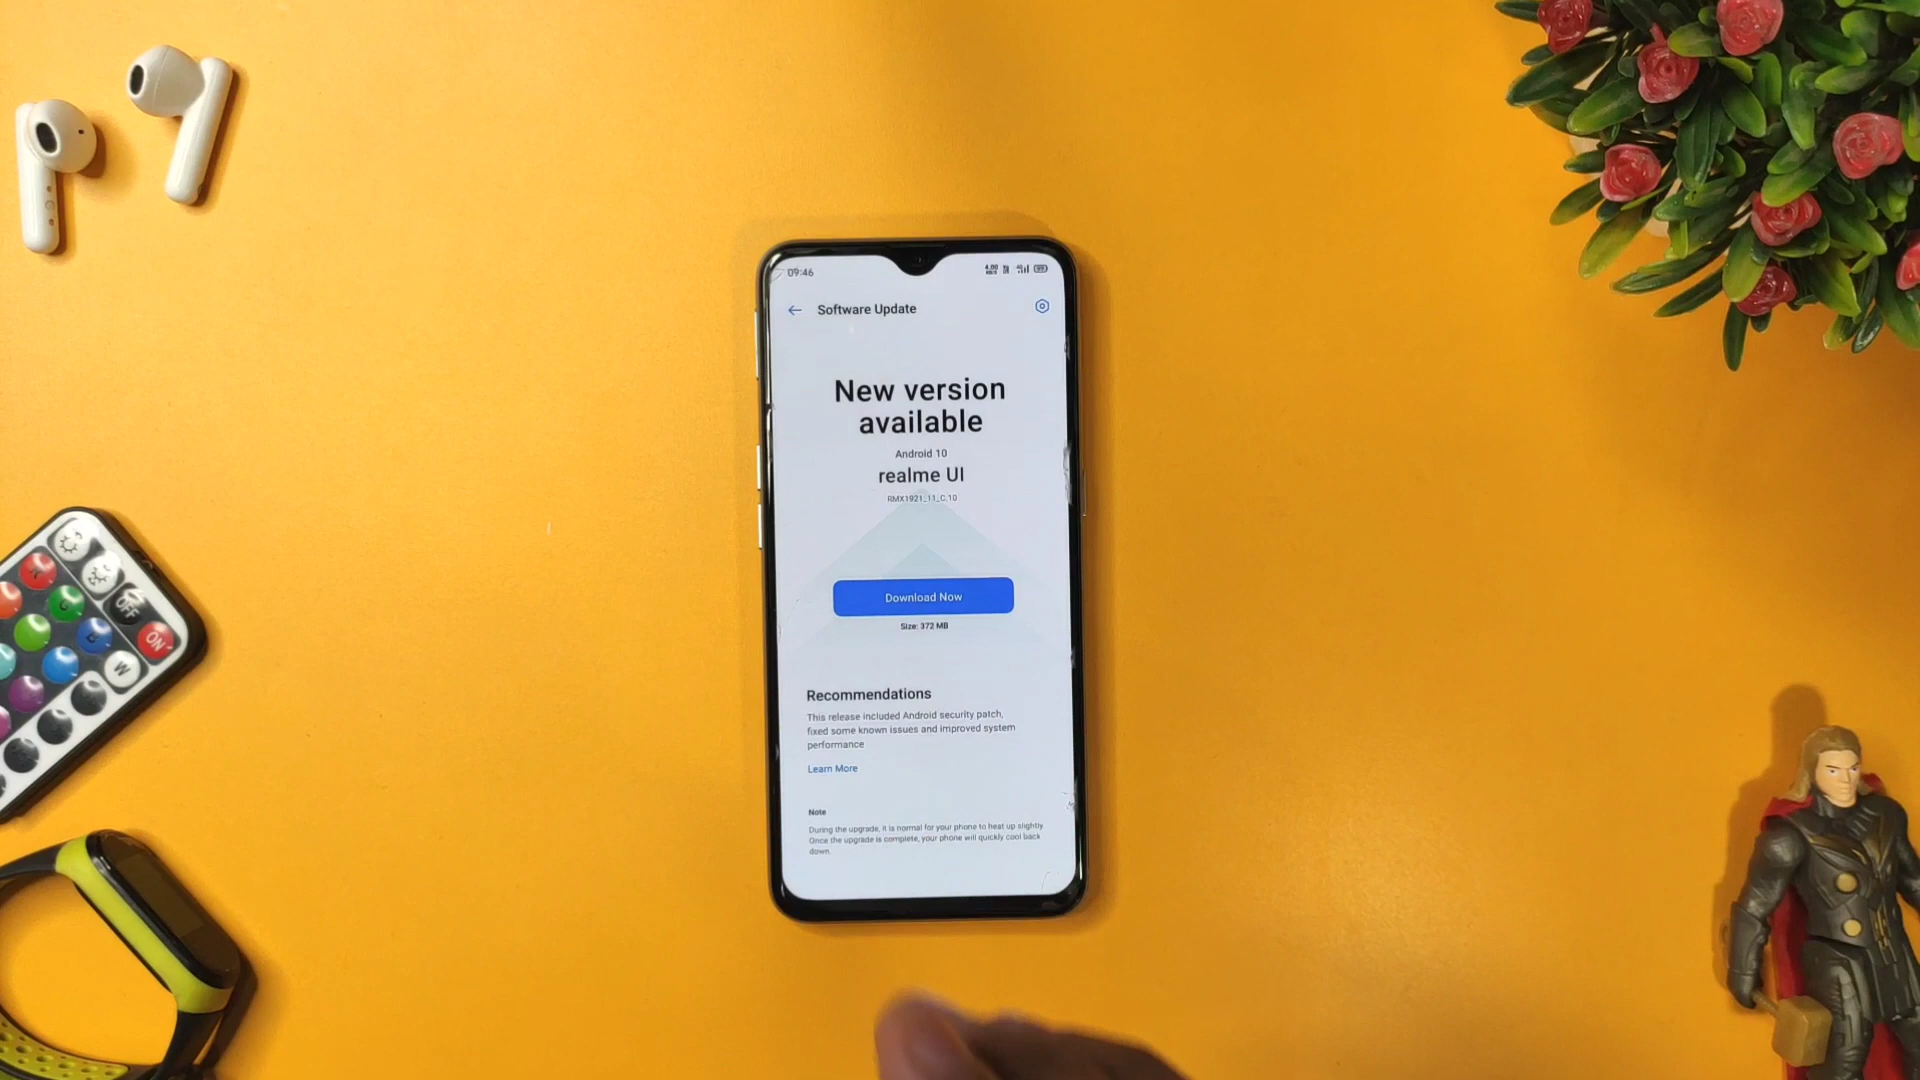 09:46
4.00
KB/S
Software Update
New version
available
Android 10
realme UI
RMX1921_11_C.10
Download Now
Size: 372 MB
Recommendations
This release included Android security patch,
fixed some known issues and improved system
performance
Learn More
Note
During the upgrade, it is normal for your phone to heat up slightly
Once the upgrade is complete, your phone will quickly cool back
down.
OFF
ON
R
G
B
W